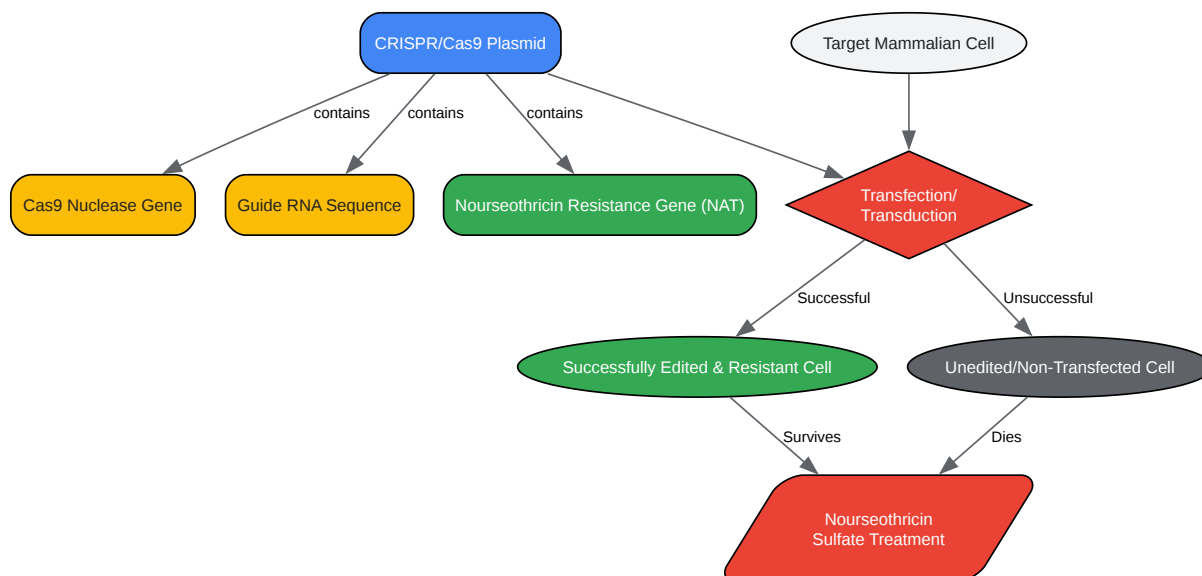 CRISPR/Cas9 Plasmid
Target Mammalian Cell
contains
contains
contains
Cas9 Nuclease Gene
Guide RNA Sequence
Nourseothricin Resistance Gene (NAT)
Transfection/
Transduction
Successful
Unsuccessful
Successfully Edited & Resistant Cell
Unedited/Non-Transfected Cell
Survives
Dies
Nourseothricin
Sulfate Treatment